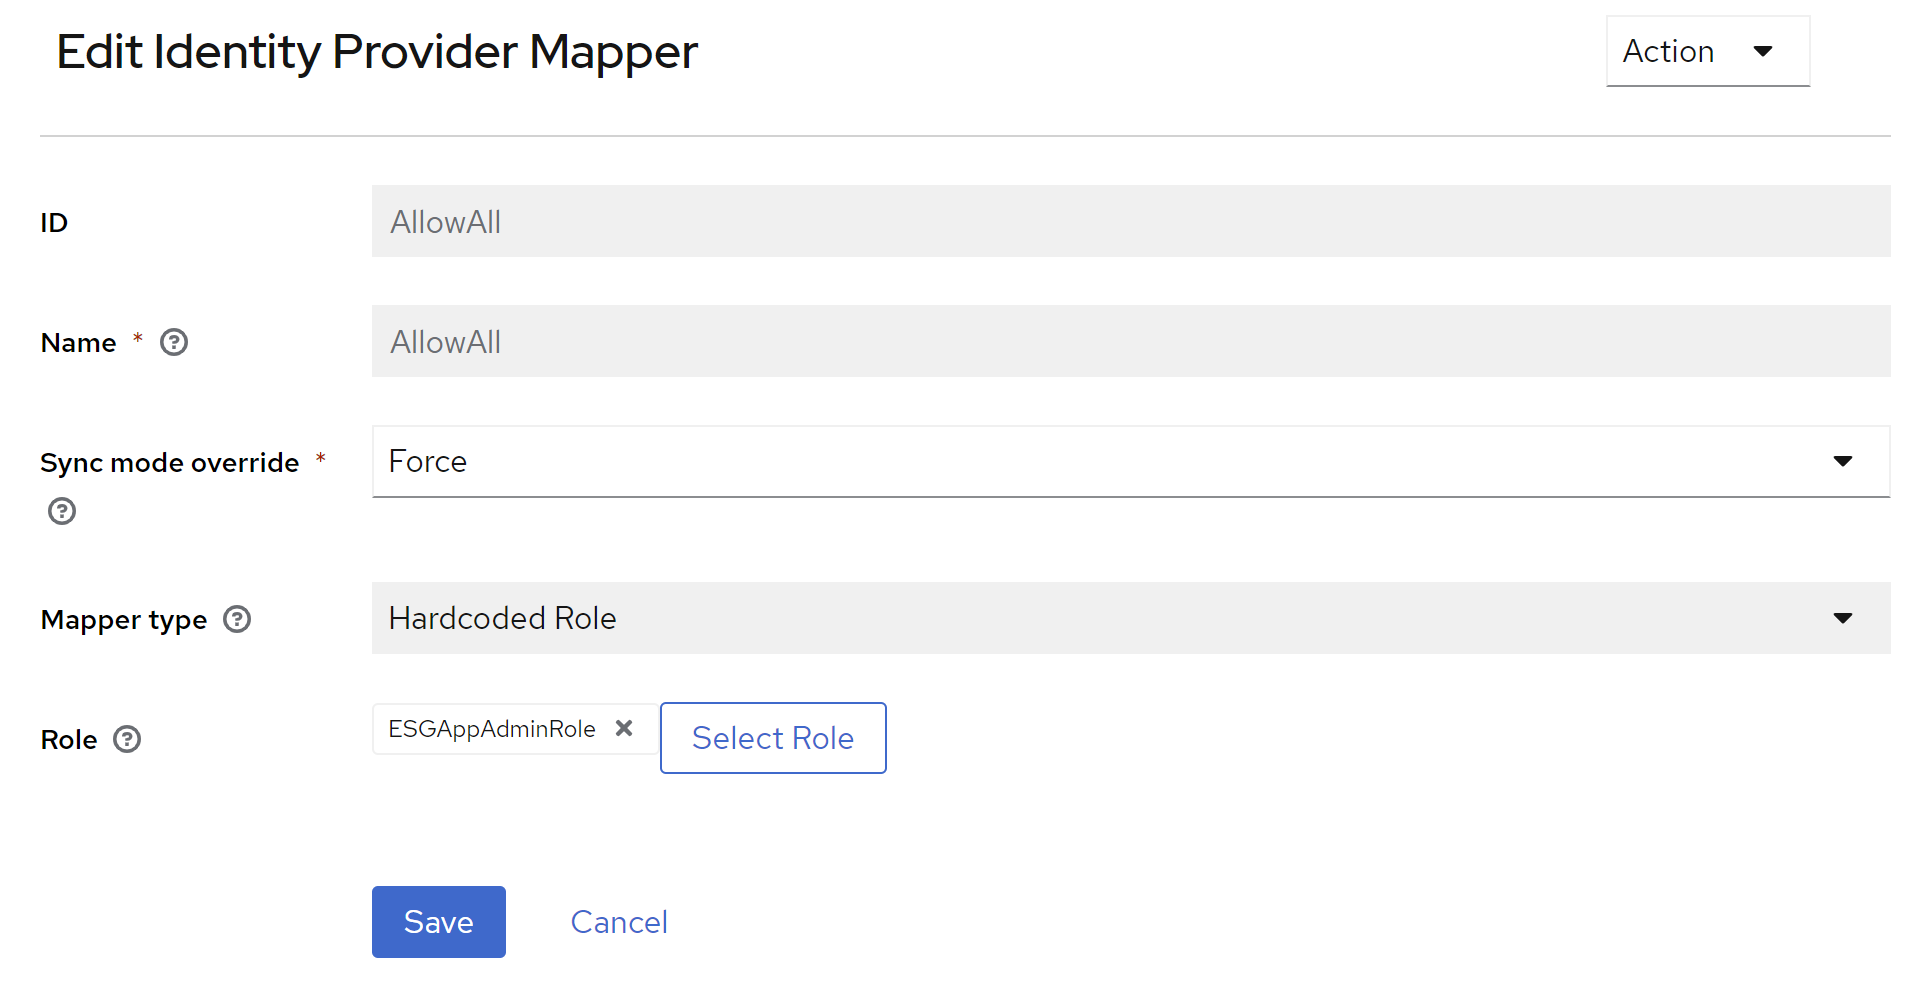 Edit Identity Provider Mapper
Action
ID
AllowAll
Name *
AllowAll
Sync mode override *
Force
Mapper type
Hardcoded Role
Role
ESGAppAdminRole
Select Role
Save
Cancel